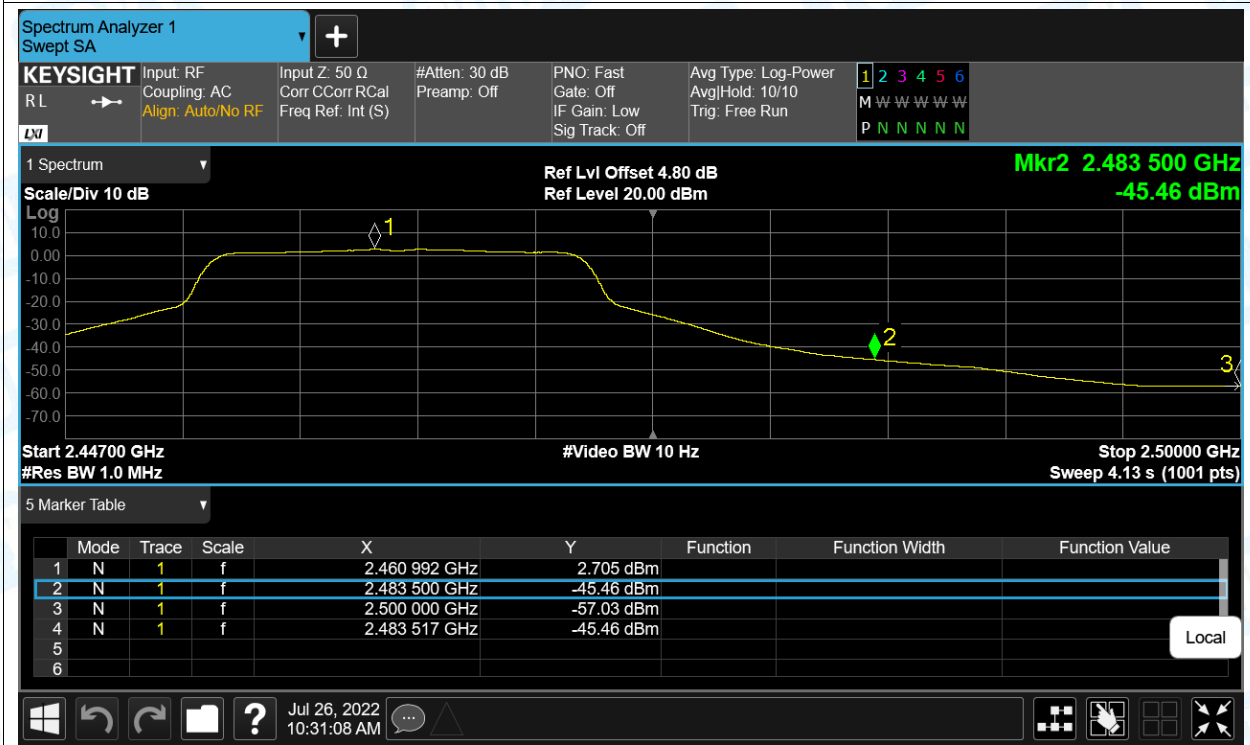 Spectrum Analyzer 1
Swept SA
KEYSIGHT
RL
LXI
Input: RF
Coupling: AC
Align: Auto/No RF
Input Z: 50 Ω
Corr CCorr RCal
Freq Ref: Int (S)
#Atten: 30 dB
Preamp: Off
PNO: Fast
Gate: Off
IF Gain: Low
Sig Track: Off
Avg Type: Log-Power
Avg|Hold: 10/10
Trig: Free Run
1 2 3 4 5 6
M W W W W W
P N N N N N
1 Spectrum
Scale/Div 10 dB
Ref Lvl Offset 4.80 dB
Ref Level 20.00 dBm
Mkr2 2.483 500 GHz
-45.46 dBm
Log
10.0
0.00
-10.0
-20.0
-30.0
-40.0
-50.0
-60.0
-70.0
1
2
3
Start 2.44700 GHz
#Video BW 10 Hz
Stop 2.50000 GHz
#Res BW 1.0 MHz
Sweep 4.13 s (1001 pts)
5 Marker Table
Mode Trace Scale X Y Function Function Width Function Value
1 N 1 f 2.460 992 GHz 2.705 dBm
2 N 1 f 2.483 500 GHz -45.46 dBm
3 N 1 f 2.500 000 GHz -57.03 dBm
4 N 1 f 2.483 517 GHz -45.46 dBm
5
6
Local
?
Jul 26, 2022
10:31:08 AM